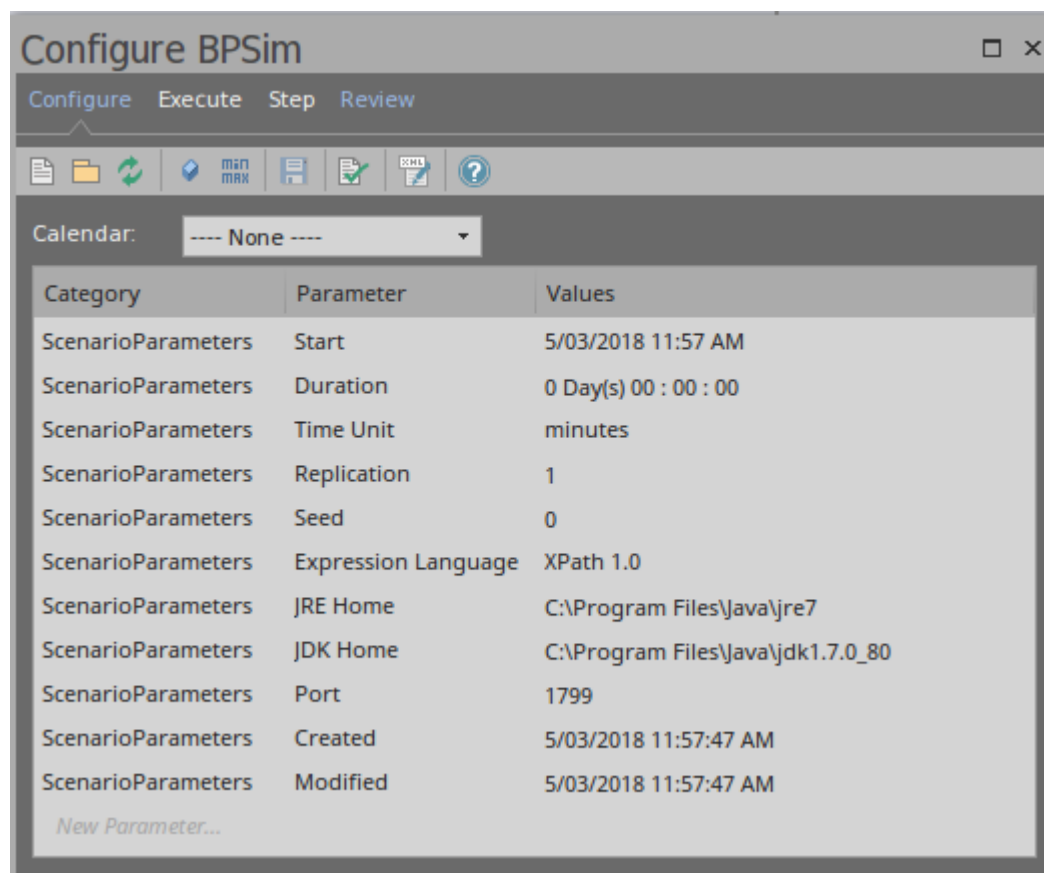 Configure BPSim
Configure Execute Step Review
min
max
XML
?
Calendar: ---- None ----
Category Parameter Values
ScenarioParameters Start 5/03/2018 11:57 AM
ScenarioParameters Duration 0 Day(s) 00 : 00 : 00
ScenarioParameters Time Unit minutes
ScenarioParameters Replication 1
ScenarioParameters Seed 0
ScenarioParameters Expression Language XPath 1.0
ScenarioParameters JRE Home C:\Program Files\Java\jre7
ScenarioParameters JDK Home C:\Program Files\Java\jdk1.7.0_80
ScenarioParameters Port 1799
ScenarioParameters Created 5/03/2018 11:57:47 AM
ScenarioParameters Modified 5/03/2018 11:57:47 AM
New Parameter...